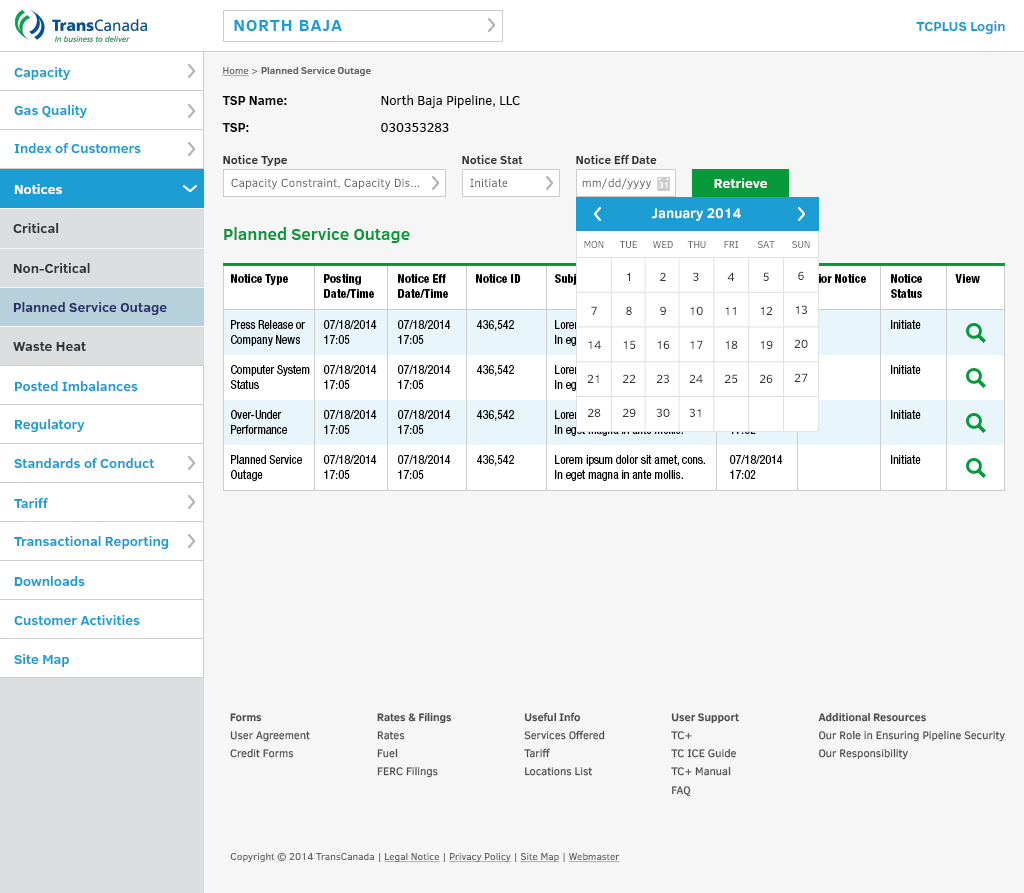 TransCanada
In business to deliver
NORTH BAJA
TCPLUS Login
Capacity
Gas Quality
Index of Customers
Notices
Critical
Non-Critical
Planned Service Outage
Waste Heat
Posted Imbalances
Regulatory
Standards of Conduct
Tariff
Transactional Reporting
Downloads
Customer Activities
Site Map
Home > Planned Service Outage
TSP Name: North Baja Pipeline, LLC
TSP: 030353283
Notice Type Notice Stat Notice Eff Date
Capacity Constraint, Capacity Dis... Initiate mm/dd/yyyy 31 Retrieve
January 2014
MON TUE WED THU FRI SAT SUN
1 2 3 4 5 6
7 8 9 10 11 12 13
14 15 16 17 18 19 20
21 22 23 24 25 26 27
28 29 30 31
Planned Service Outage
Notice Type Posting Notice Eff Notice ID Subj ior Notice Notice View
Date/Time Date/Time Status
Press Release or 07/18/2014 07/18/2014 436,542 Lorem Initiate
Company News 17:05 17:05 In eg
Computer System 07/18/2014 07/18/2014 436,542 Lorem Initiate
Status 17:05 17:05 In eg
Over-Under 07/18/2014 07/18/2014 436,542 Lorem Initiate
Performance 17:05 17:05 In eget magna in ante mollis. 17:02
Planned Service 07/18/2014 07/18/2014 436,542 Lorem ipsum dolor sit amet, cons. 07/18/2014 Initiate
Outage 17:05 17:05 In eget magna in ante mollis. 17:02
Forms
User Agreement
Credit Forms
Rates & Filings
Rates
Fuel
FERC Filings
Useful Info
Services Offered
Tariff
Locations List
User Support
TC+
TC ICE Guide
TC+ Manual
FAQ
Additional Resources
Our Role in Ensuring Pipeline Security
Our Responsibility
Copyright © 2014 TransCanada | Legal Notice | Privacy Policy | Site Map | Webmaster